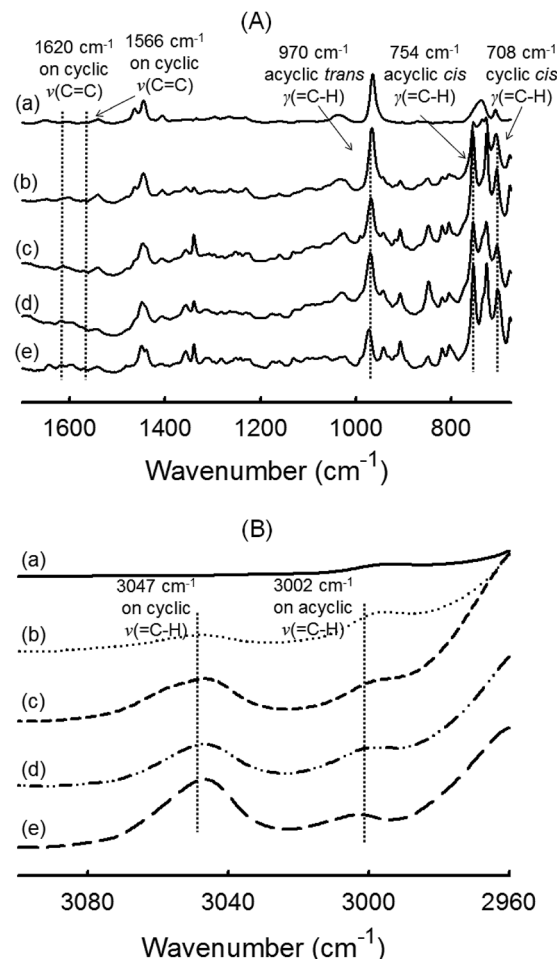 (A)
1620 cm⁻¹
on cyclic
ν(C=C)
1566 cm⁻¹
on cyclic
ν(C=C)
970 cm⁻¹
acyclic trans
γ(=C-H)
754 cm⁻¹
acyclic cis
γ(=C-H)
708 cm⁻¹
cyclic cis
γ(=C-H)
(a)
(b)
(c)
(d)
(e)
1600 1400 1200 1000 800
Wavenumber (cm⁻¹)
(B)
(a)
3047 cm⁻¹
on cyclic
ν(=C-H)
3002 cm⁻¹
on acyclic
ν(=C-H)
(b)
(c)
(d)
(e)
3080 3040 3000 2960
Wavenumber (cm⁻¹)